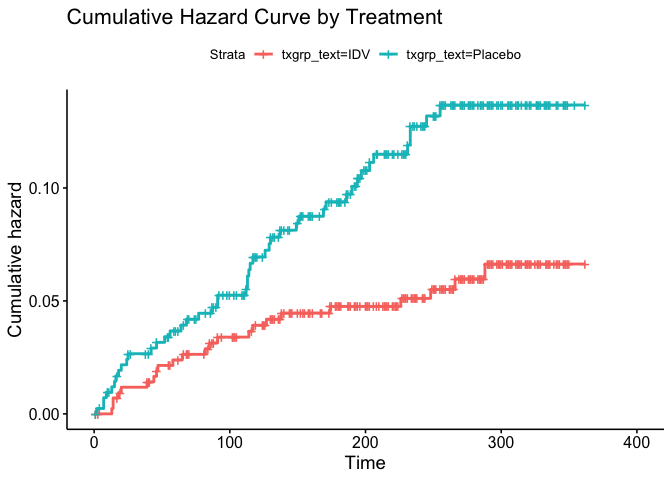 Cumulative Hazard Curve by Treatment
Strata txgrp_text=IDV txgrp_text=Placebo
Cumulative hazard
0.10
0.05
0.00
0 100 200 300 400
Time